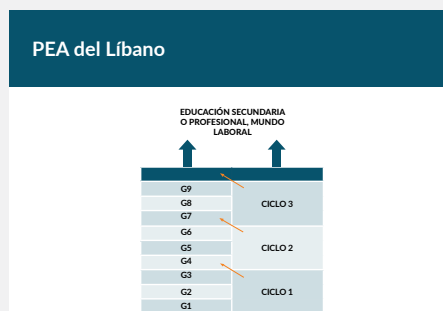 PEA del Líbano
EDUCACIÓN SECUNDARIA
O PROFESIONAL, MUNDO
LABORAL
G9
G8
CICLO 3
G7
G6
G5
CICLO 2
G4
G3
G2
CICLO 1
G1